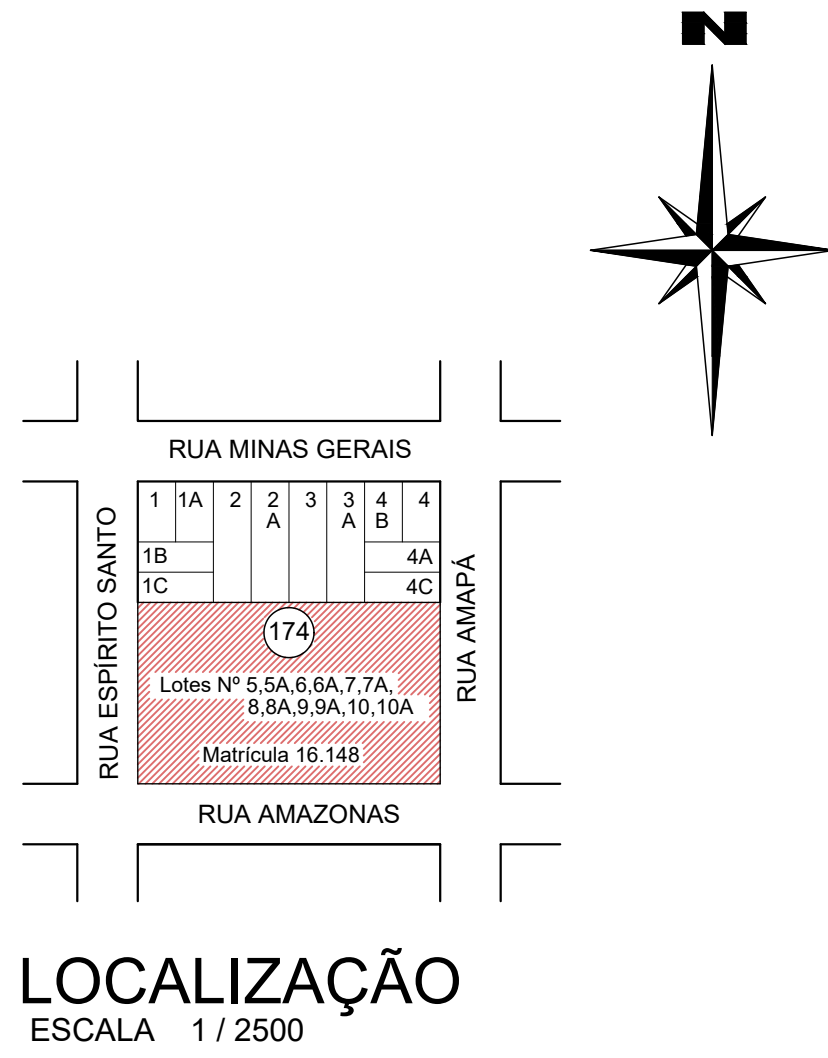 N
RUA MINAS GERAIS
1 1A 2 2 3 3 4 4
A A B
1B 4A
1C 4C
RUA ESPÍRITO SANTO
RUA AMAPÁ
174
Lotes Nº 5,5A,6,6A,7,7A,
8,8A,9,9A,10,10A
Matrícula 16.148
RUA AMAZONAS
LOCALIZAÇÃO
ESCALA 1 / 2500